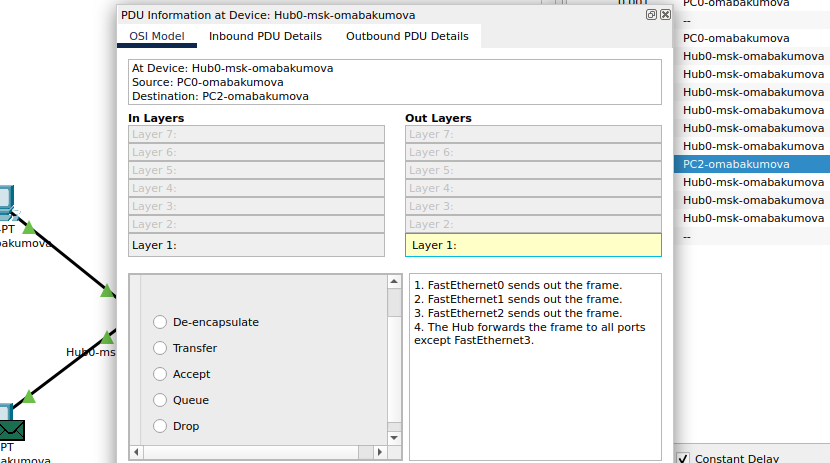 PDU Information at Device: Hub0-msk-omabakumova
OSI Model
Inbound PDU Details
Outbound PDU Details
At Device: Hub0-msk-omabakumova
Source: PC0-omabakumova
Destination: PC2-omabakumova
In Layers
Layer 7:
Layer 6:
Layer 5:
Layer 4:
Layer 3:
Layer 2:
Layer 1:
Out Layers
Layer 7:
Layer 6:
Layer 5:
Layer 4:
Layer 3:
Layer 2:
Layer 1:
De-encapsulate
Transfer
Accept
Queue
Drop
1. FastEthernet0 sends out the frame.
2. FastEthernet1 sends out the frame.
3. FastEthernet2 sends out the frame.
4. The Hub forwards the frame to all ports
except FastEthernet3.
-PT
bakumova
Hub0-ms
PT
akumova
PC0-omabakumova
--
PC0-omabakumova
Hub0-msk-omabakumova
Hub0-msk-omabakumova
Hub0-msk-omabakumova
Hub0-msk-omabakumova
Hub0-msk-omabakumova
Hub0-msk-omabakumova
PC2-omabakumova
Hub0-msk-omabakumova
Hub0-msk-omabakumova
Hub0-msk-omabakumova
--
Constant Delay